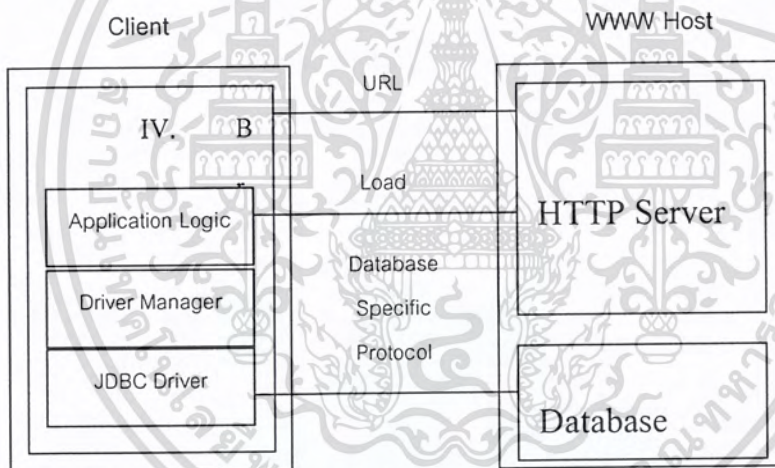 Client
WWW Host
URL
IV. B
r
Load
Application Logic
HTTP Server
Database
Driver Manager
Specific
Protocol
JDBC Driver
Database